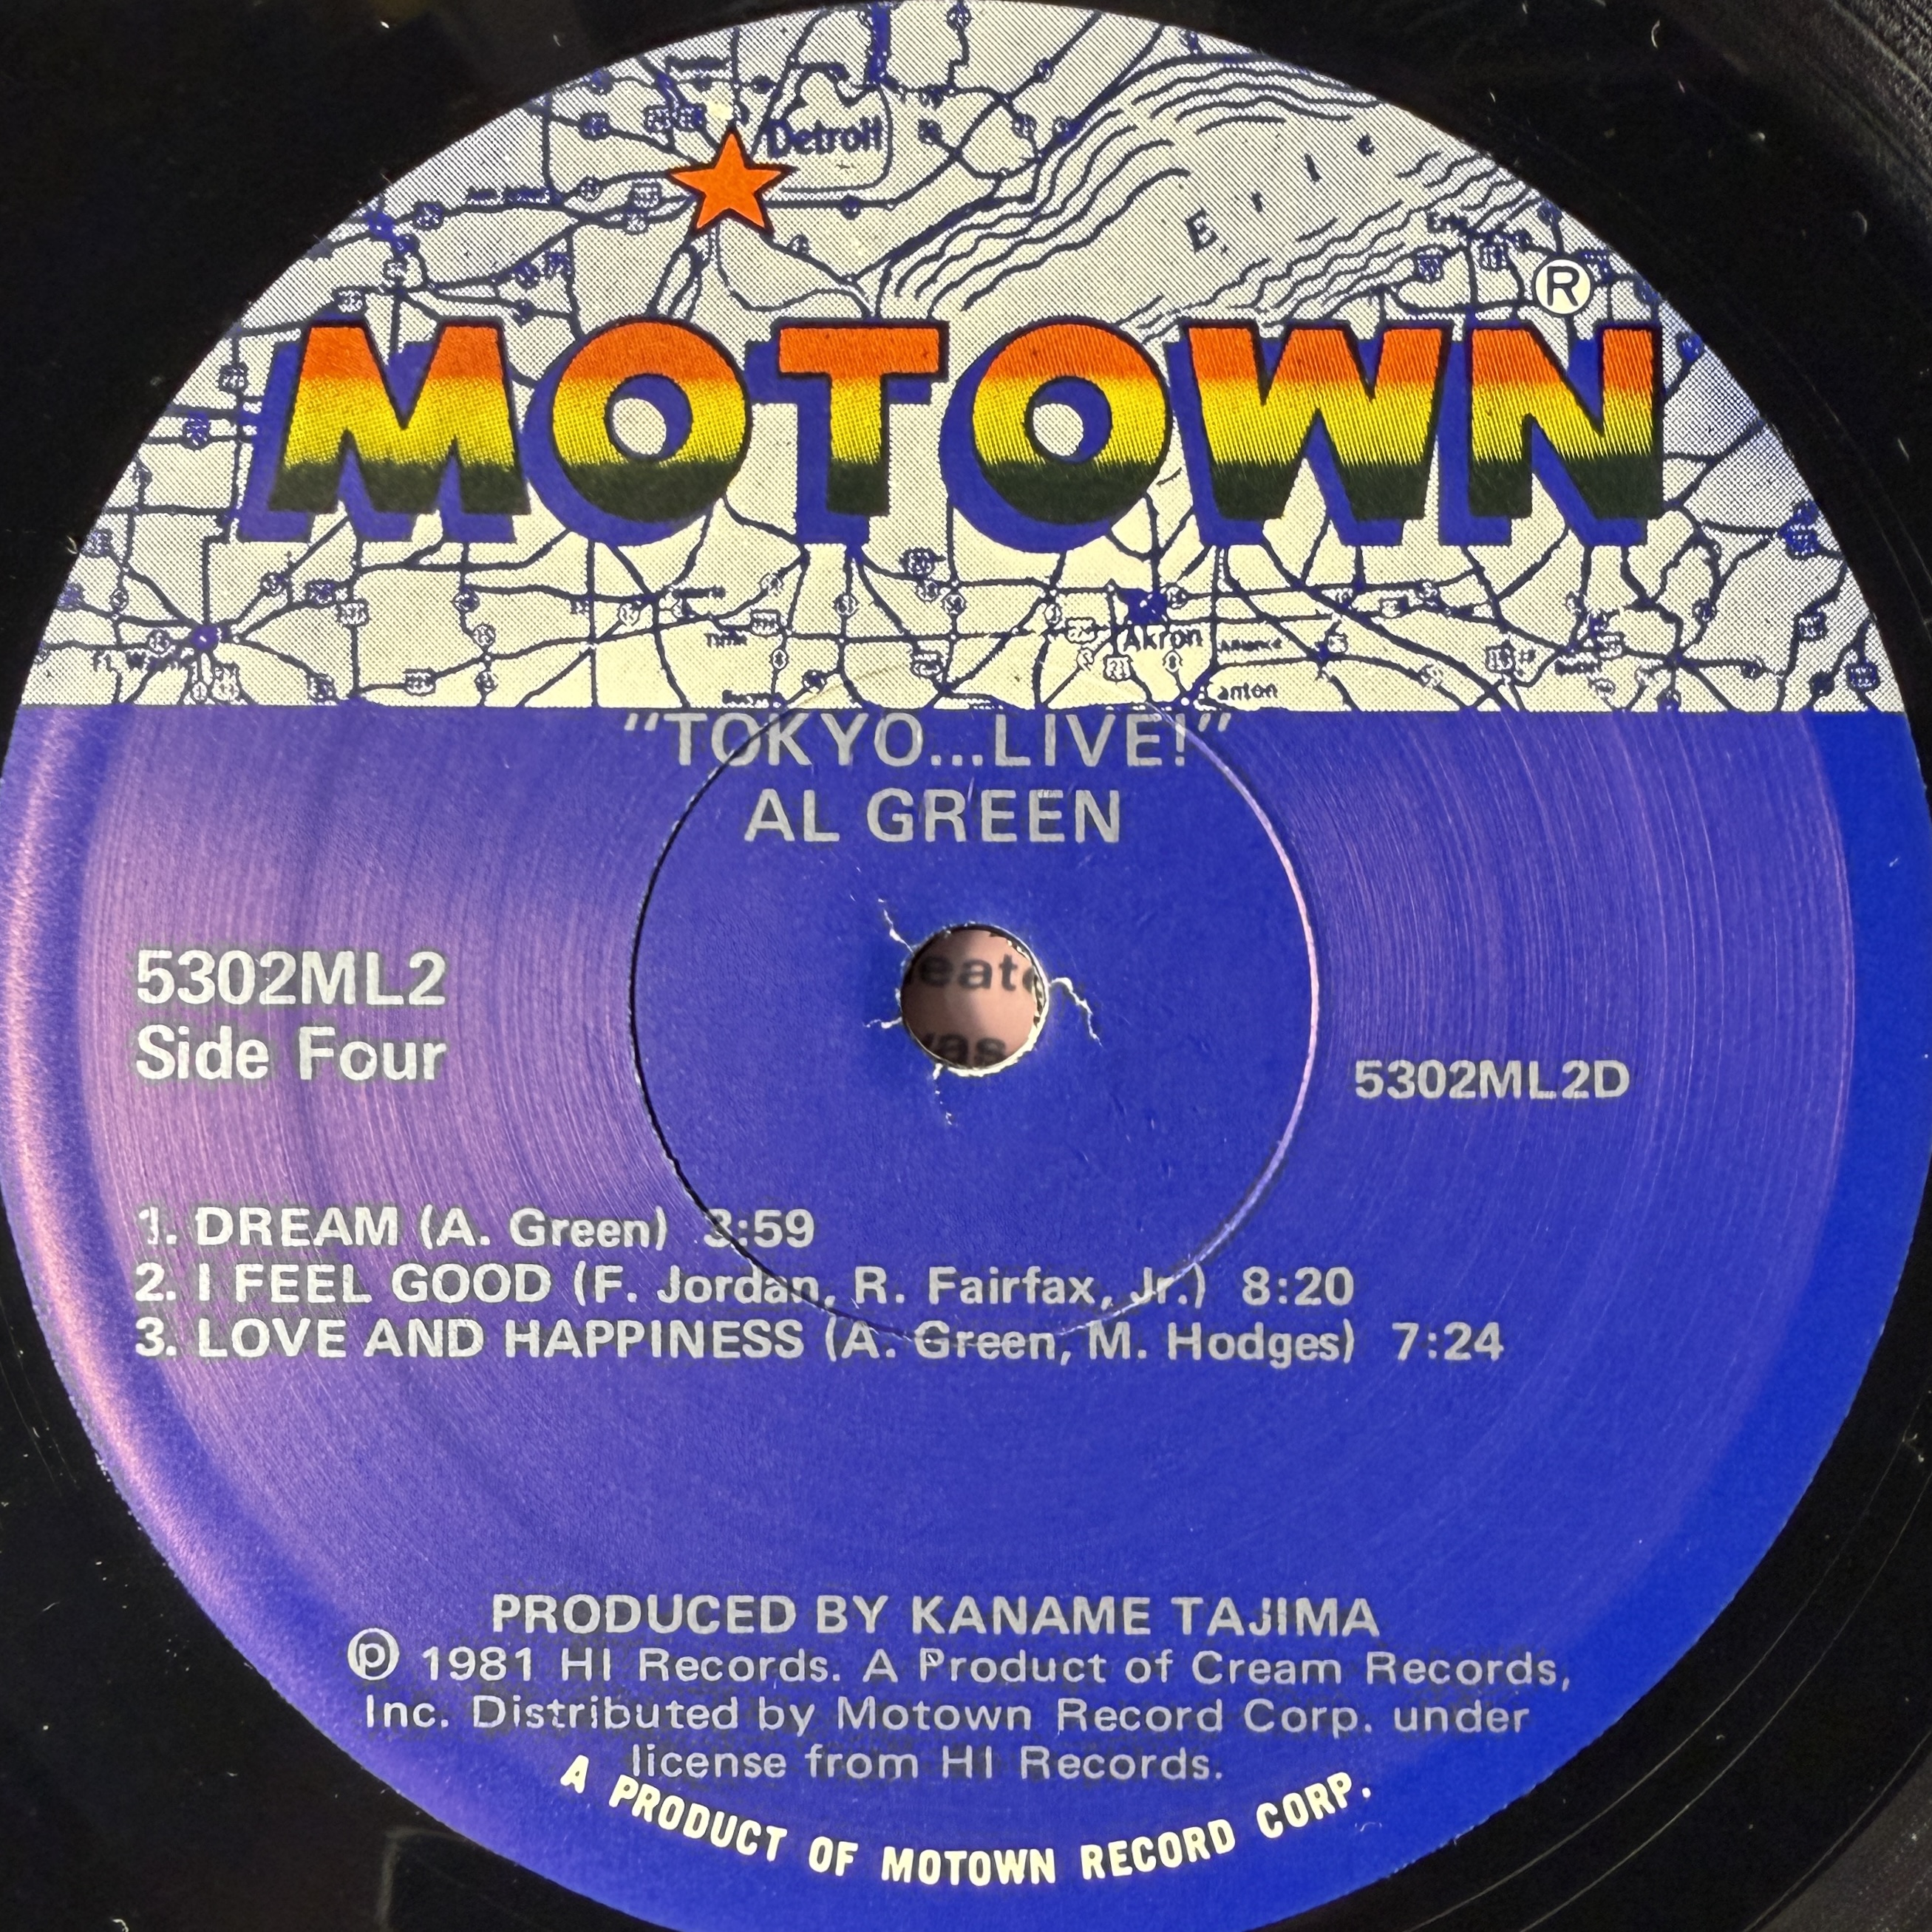 Detroit
E r i e
MOTOWN ®
Akron
"TOKYO...LIVE!"
AL GREEN
5302ML2
Side Four
5302ML2D
1. DREAM (A. Green) 3:59
2. I FEEL GOOD (F. Jordan, R. Fairfax, Jr.) 8:20
3. LOVE AND HAPPINESS (A. Green, M. Hodges) 7:24
PRODUCED BY KANAME TAJIMA
℗ 1981 HI Records. A Product of Cream Records,
Inc. Distributed by Motown Record Corp. under
license from HI Records.
A PRODUCT OF MOTOWN RECORD CORP.